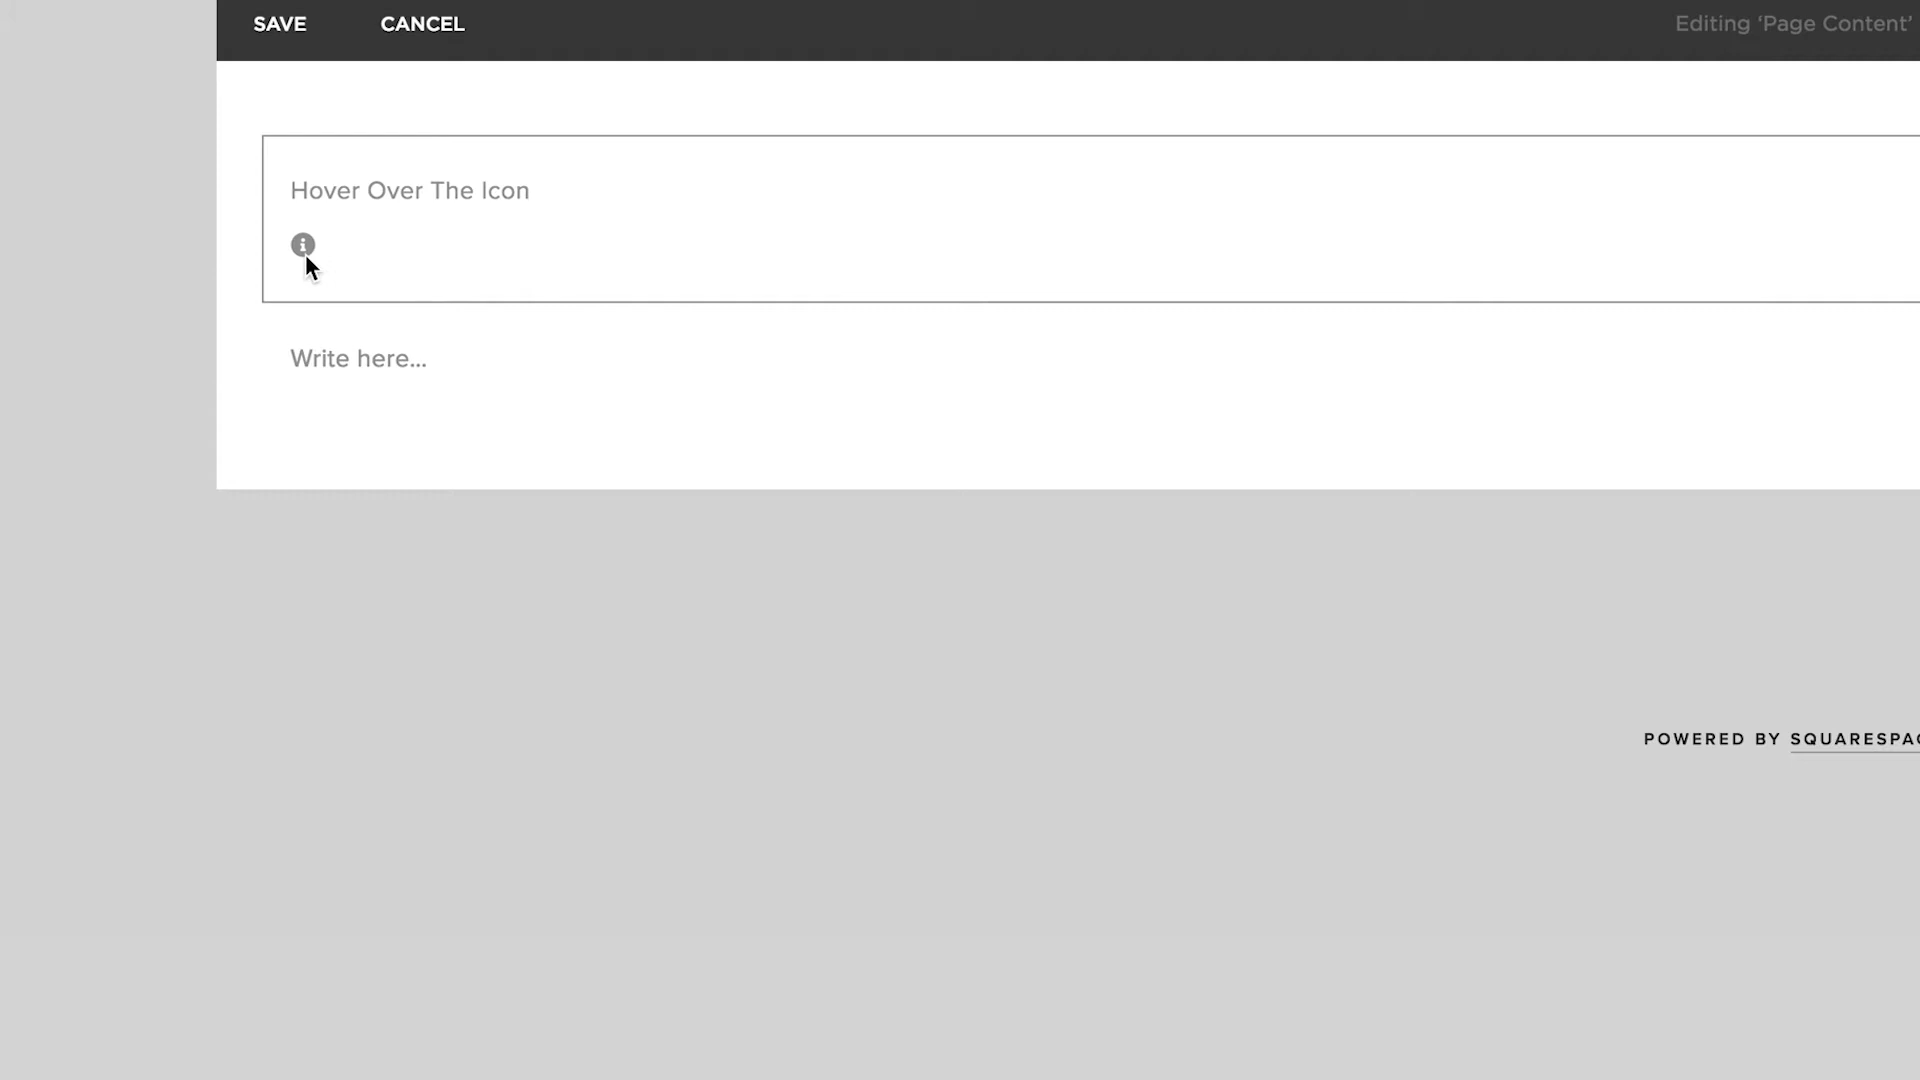 SAVE CANCEL Editing ‘Page Content’
Hover Over The Icon
Write here...
POWERED BY